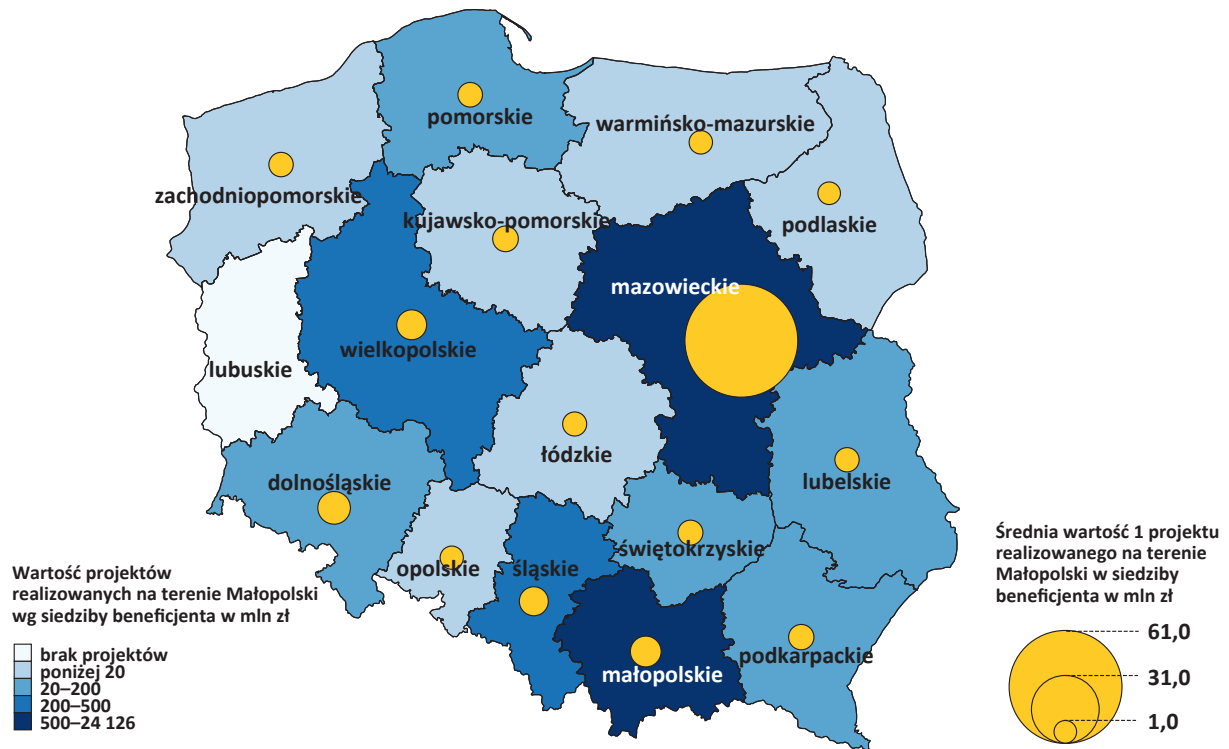 pomorskie
warmińsko-mazurskie
zachodniopomorskie
kujawsko-pomorskie
podlaskie
mazowieckie
wielkopolskie
lubuskie
łódzkie
dolnośląskie
lubelskie
świętokrzyskie
opolskie
śląskie
podkarpackie
małopolskie
Wartość projektów
realizowanych na terenie Małopolski
wg siedziby beneficjenta w mln zł
brak projektów
poniżej 20
20–200
200–500
500–24 126
Średnia wartość 1 projektu
realizowanego na terenie
Małopolski w siedziby
beneficjenta w mln zł
61,0
31,0
1,0